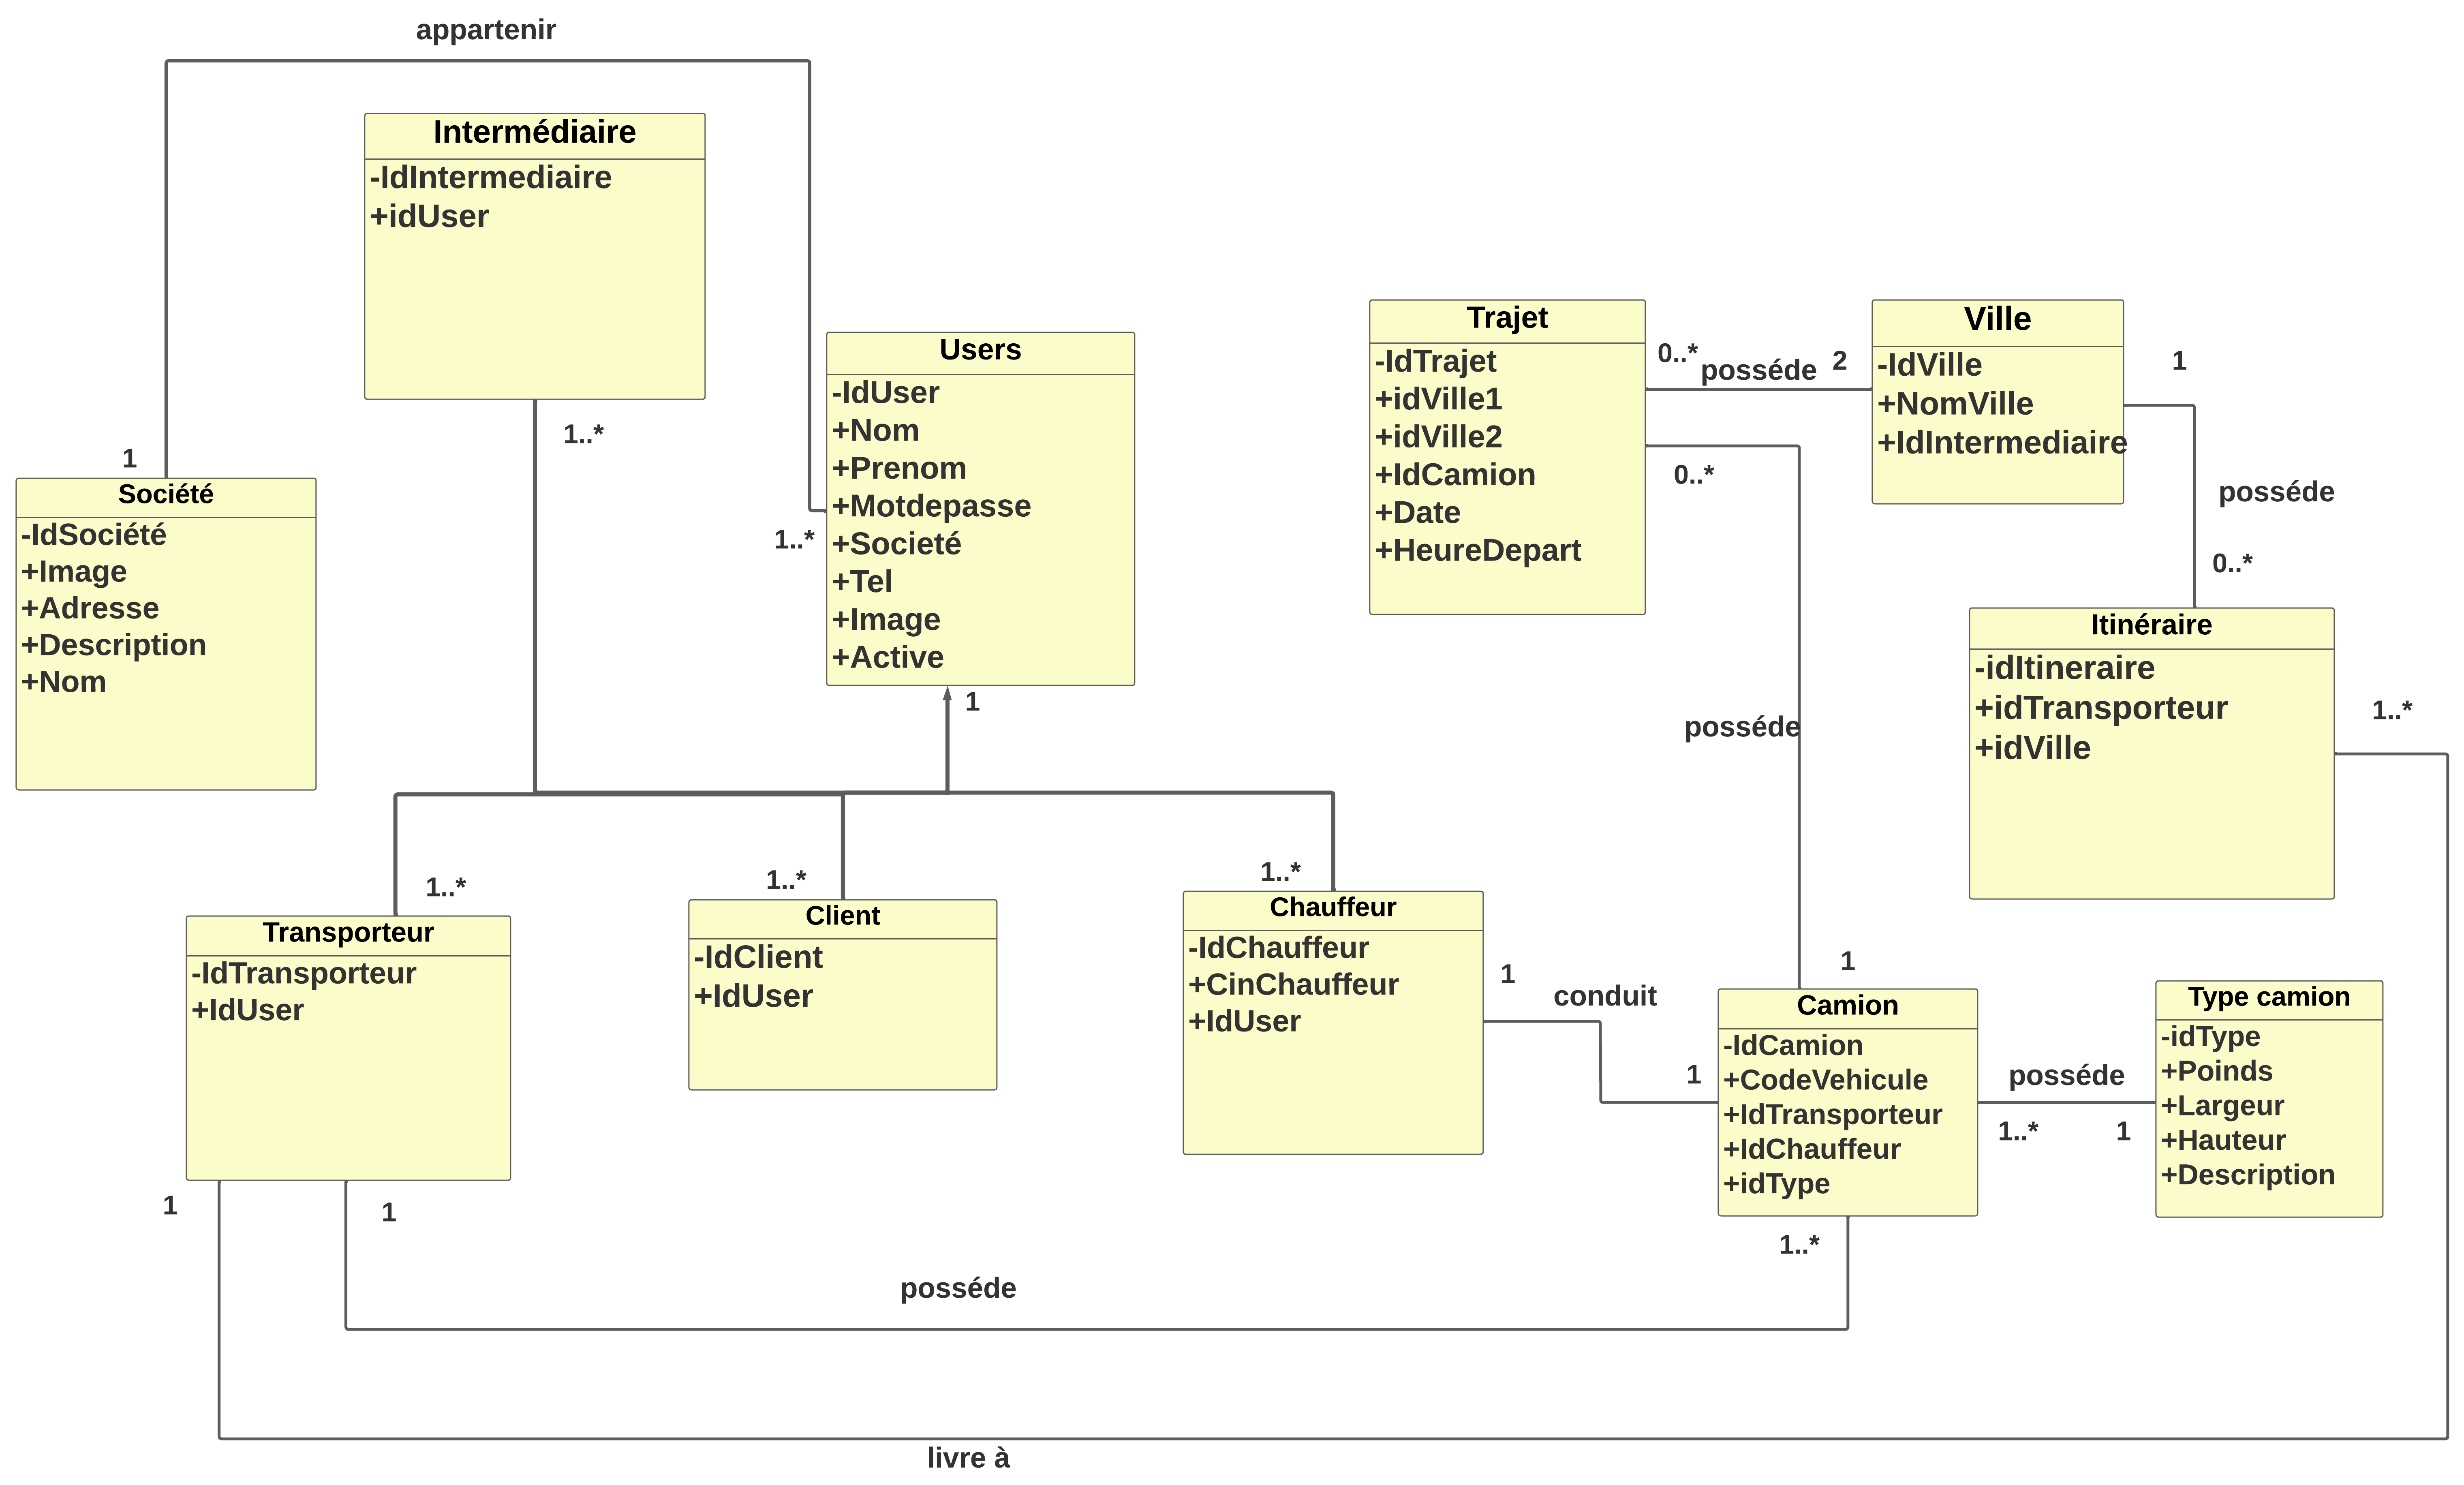 appartenir
Intermédiaire
-IdIntermediaire
+idUser
1..*
1
Société
-IdSociété
+Image
+Adresse
+Description
+Nom
Users
-IdUser
+Nom
+Prenom
+Motdepasse
+Societé
+Tel
+Image
+Active
1..*
1
Trajet
-IdTrajet
+idVille1
+idVille2
+IdCamion
+Date
+HeureDepart
0..*
posséde
2
0..*
Ville
-IdVille
+NomVille
+IdIntermediaire
1
posséde
0..*
Itinéraire
-idItineraire
+idTransporteur
+idVille
1..*
posséde
1..*
Transporteur
-IdTransporteur
+IdUser
1
1
1..*
Client
-IdClient
+IdUser
1..*
Chauffeur
-IdChauffeur
+CinChauffeur
+IdUser
1
conduit
1
1
Camion
-IdCamion
+CodeVehicule
+IdTransporteur
+IdChauffeur
+idType
1..*
posséde
1..*
1
Type camion
-idType
+Poinds
+Largeur
+Hauteur
+Description
posséde
livre à